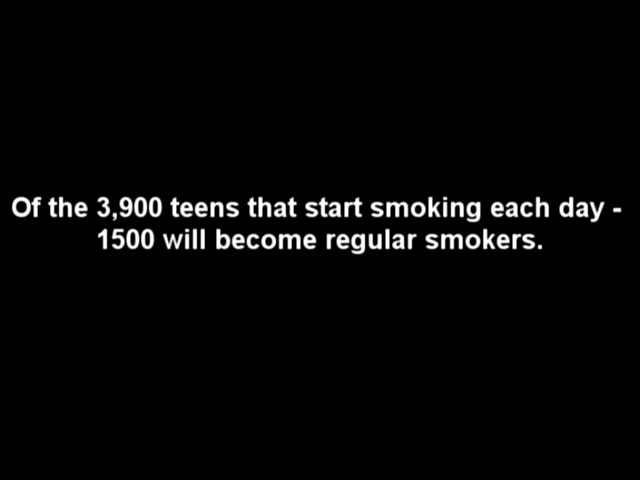 Of the 3,900 teens that start smoking each day -
1500 will become regular smokers.